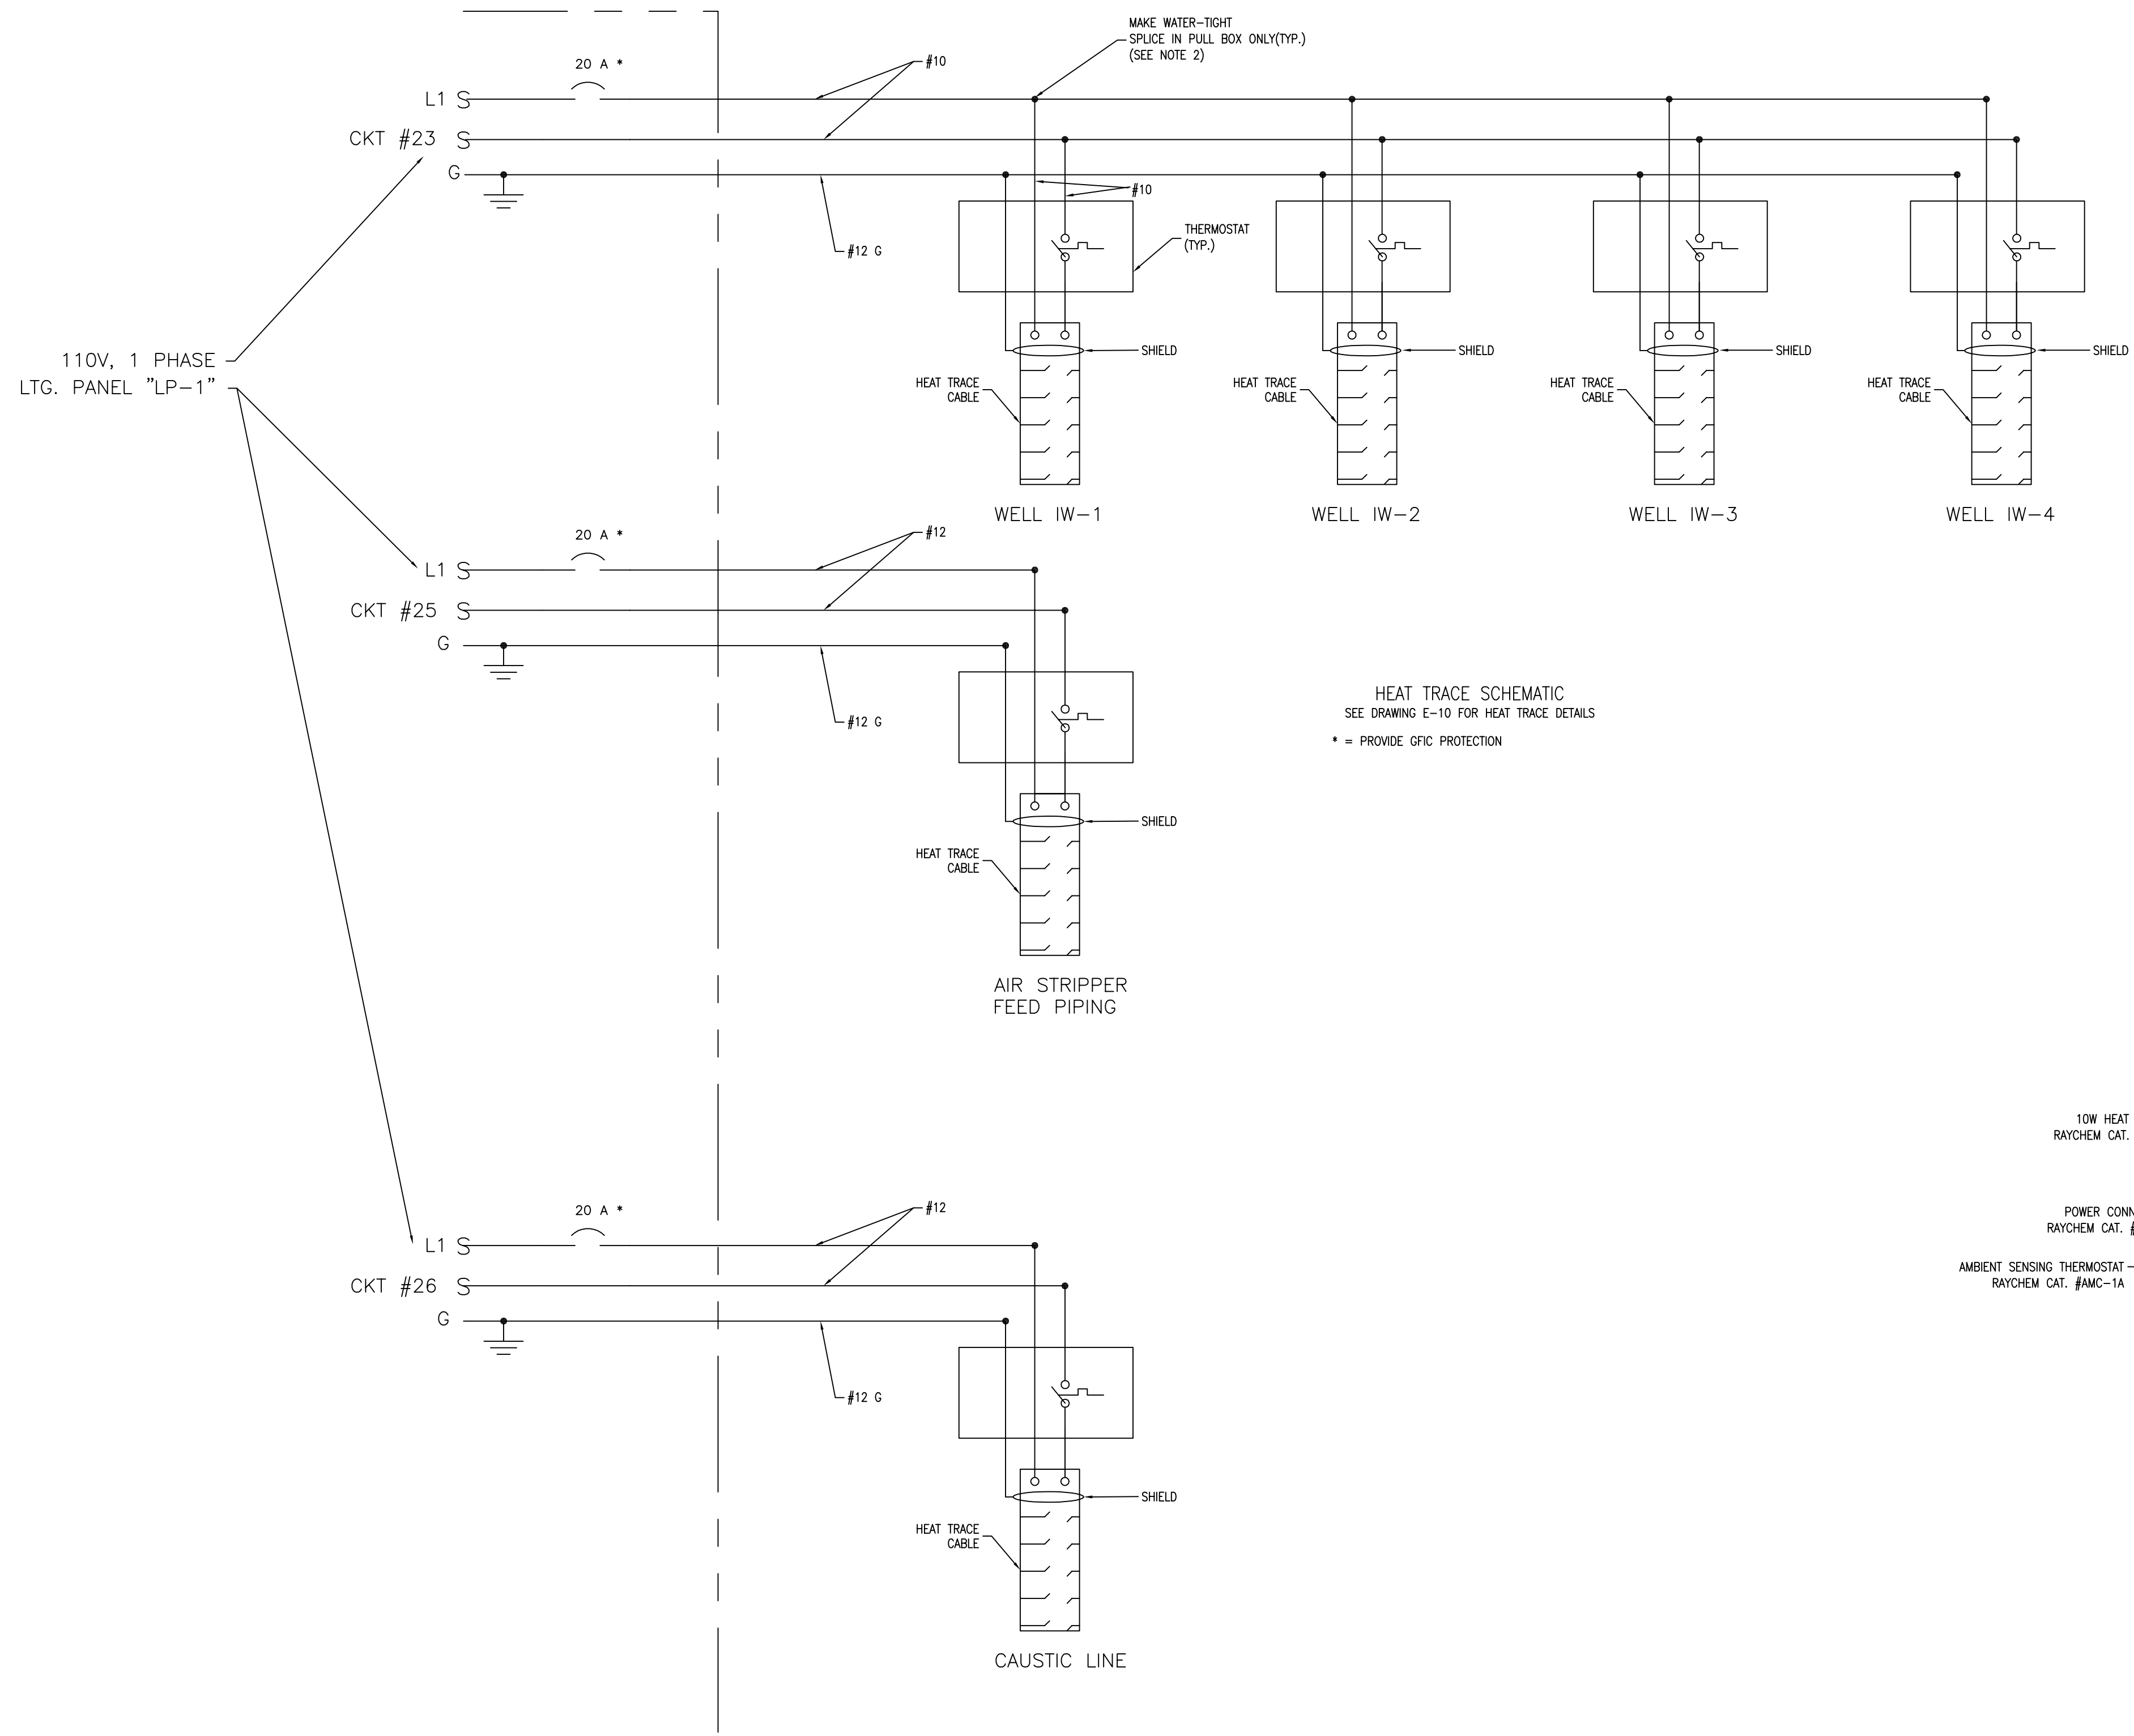 MAKE WATER-TIGHT
SPLICE IN PULL BOX ONLY(TYP.)
(SEE NOTE 2)
20 A *
#10
L1 S
CKT #23 S
G
#10
#12 G
THERMOSTAT
(TYP.)
110V, 1 PHASE
LTG. PANEL "LP-1"
SHIELD
SHIELD
SHIELD
SHIELD
HEAT TRACE
CABLE
HEAT TRACE
CABLE
HEAT TRACE
CABLE
HEAT TRACE
CABLE
WELL IW-1
WELL IW-2
WELL IW-3
WELL IW-4
20 A *
#12
L1 S
CKT #25 S
G
#12 G
HEAT TRACE SCHEMATIC
SEE DRAWING E-10 FOR HEAT TRACE DETAILS
* = PROVIDE GFIC PROTECTION
SHIELD
HEAT TRACE
CABLE
AIR STRIPPER
FEED PIPING
10W HEAT
RAYCHEM CAT.
20 A *
#12
L1 S
CKT #26 S
G
#12 G
POWER CONN
RAYCHEM CAT. #
AMBIENT SENSING THERMOSTAT
RAYCHEM CAT. #AMC-1A
SHIELD
HEAT TRACE
CABLE
CAUSTIC LINE